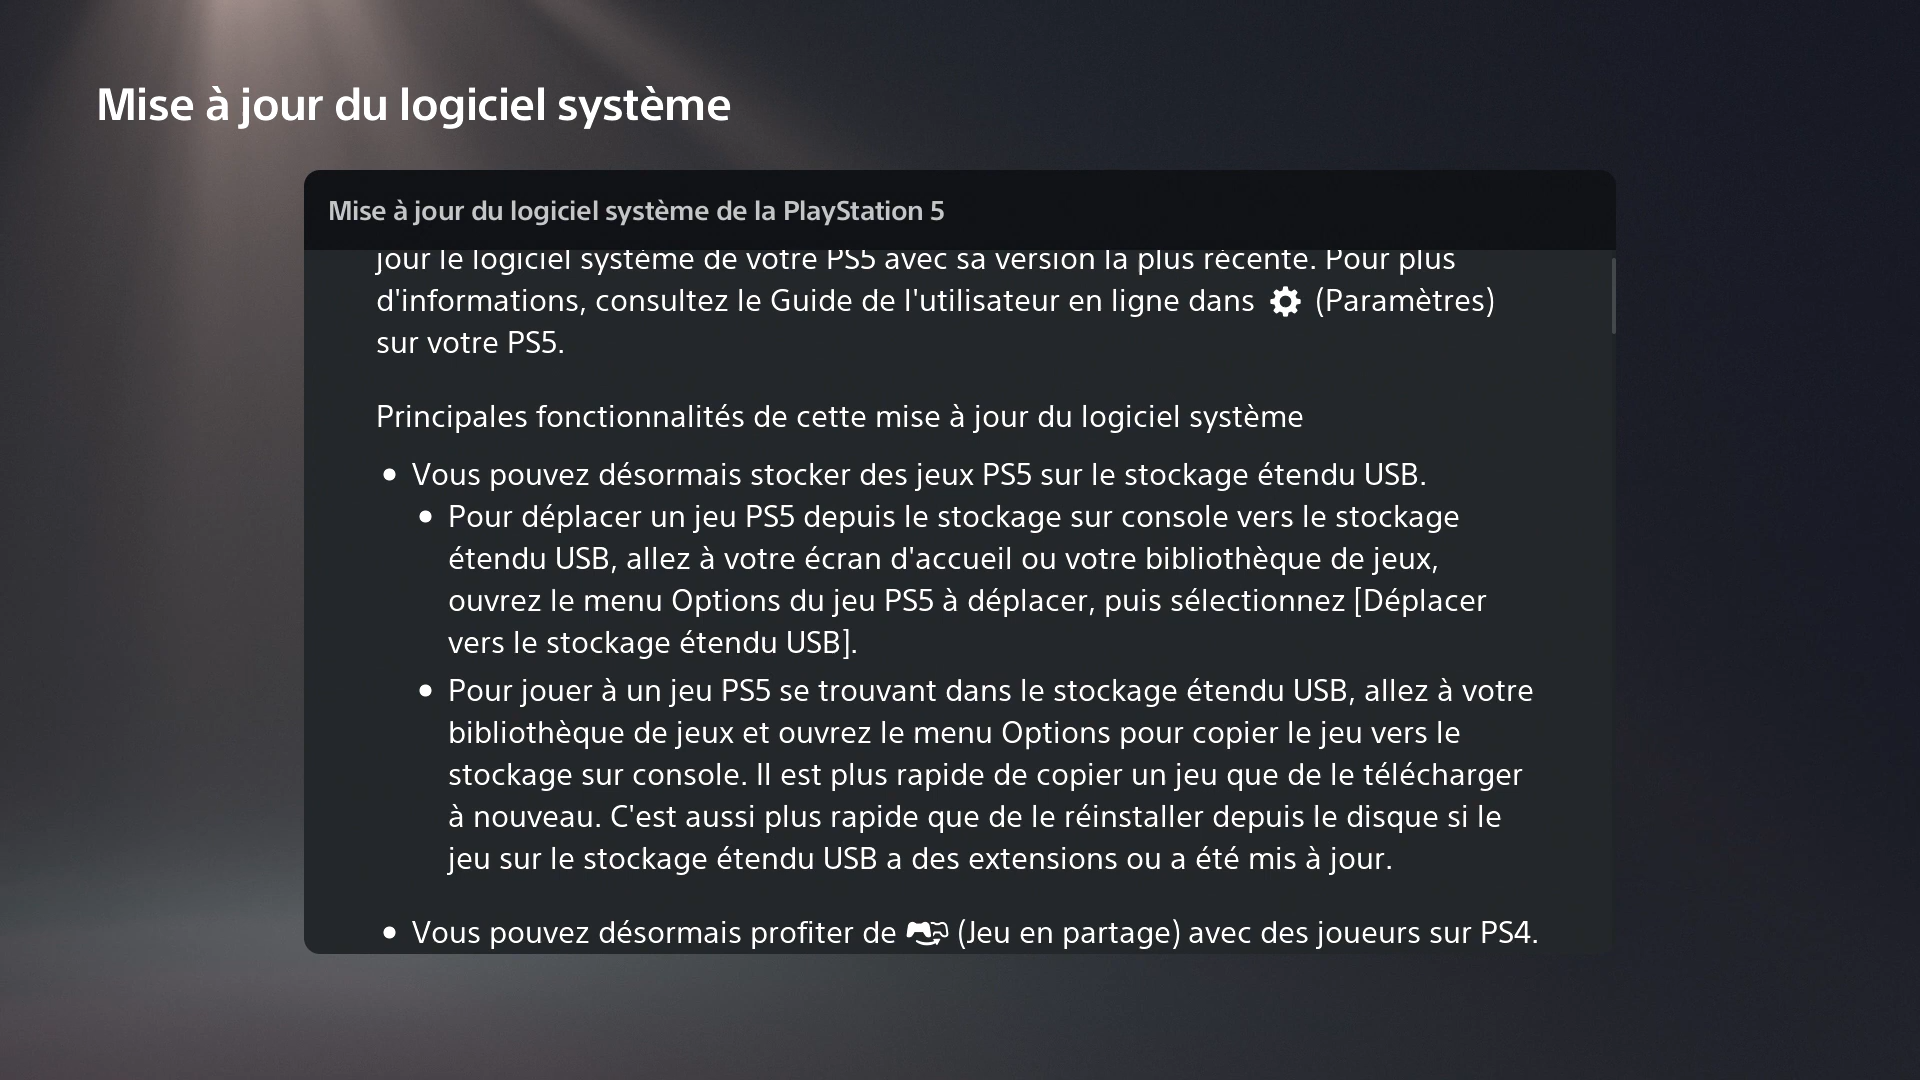 Mise à jour du logiciel système
Mise à jour du logiciel système de la PlayStation 5
jour le logiciel système de votre PS5 avec sa version la plus récente. Pour plus
d'informations, consultez le Guide de l'utilisateur en ligne dans (Paramètres)
sur votre PS5.
Principales fonctionnalités de cette mise à jour du logiciel système
• Vous pouvez désormais stocker des jeux PS5 sur le stockage étendu USB.
• Pour déplacer un jeu PS5 depuis le stockage sur console vers le stockage
étendu USB, allez à votre écran d'accueil ou votre bibliothèque de jeux,
ouvrez le menu Options du jeu PS5 à déplacer, puis sélectionnez [Déplacer
vers le stockage étendu USB].
• Pour jouer à un jeu PS5 se trouvant dans le stockage étendu USB, allez à votre
bibliothèque de jeux et ouvrez le menu Options pour copier le jeu vers le
stockage sur console. Il est plus rapide de copier un jeu que de le télécharger
à nouveau. C'est aussi plus rapide que de le réinstaller depuis le disque si le
jeu sur le stockage étendu USB a des extensions ou a été mis à jour.
• Vous pouvez désormais profiter de (Jeu en partage) avec des joueurs sur PS4.